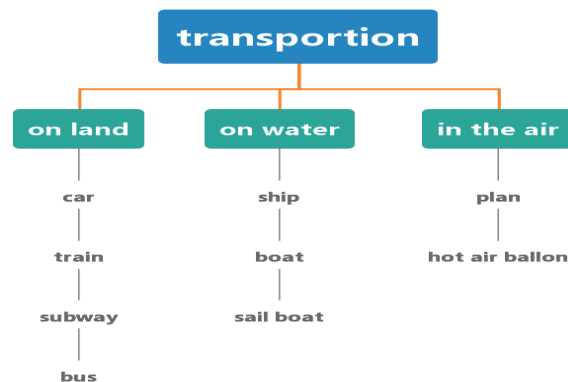 transportion
on land
on water
in the air
car
ship
plan
train
boat
hot air ballon
subway
sail boat
bus